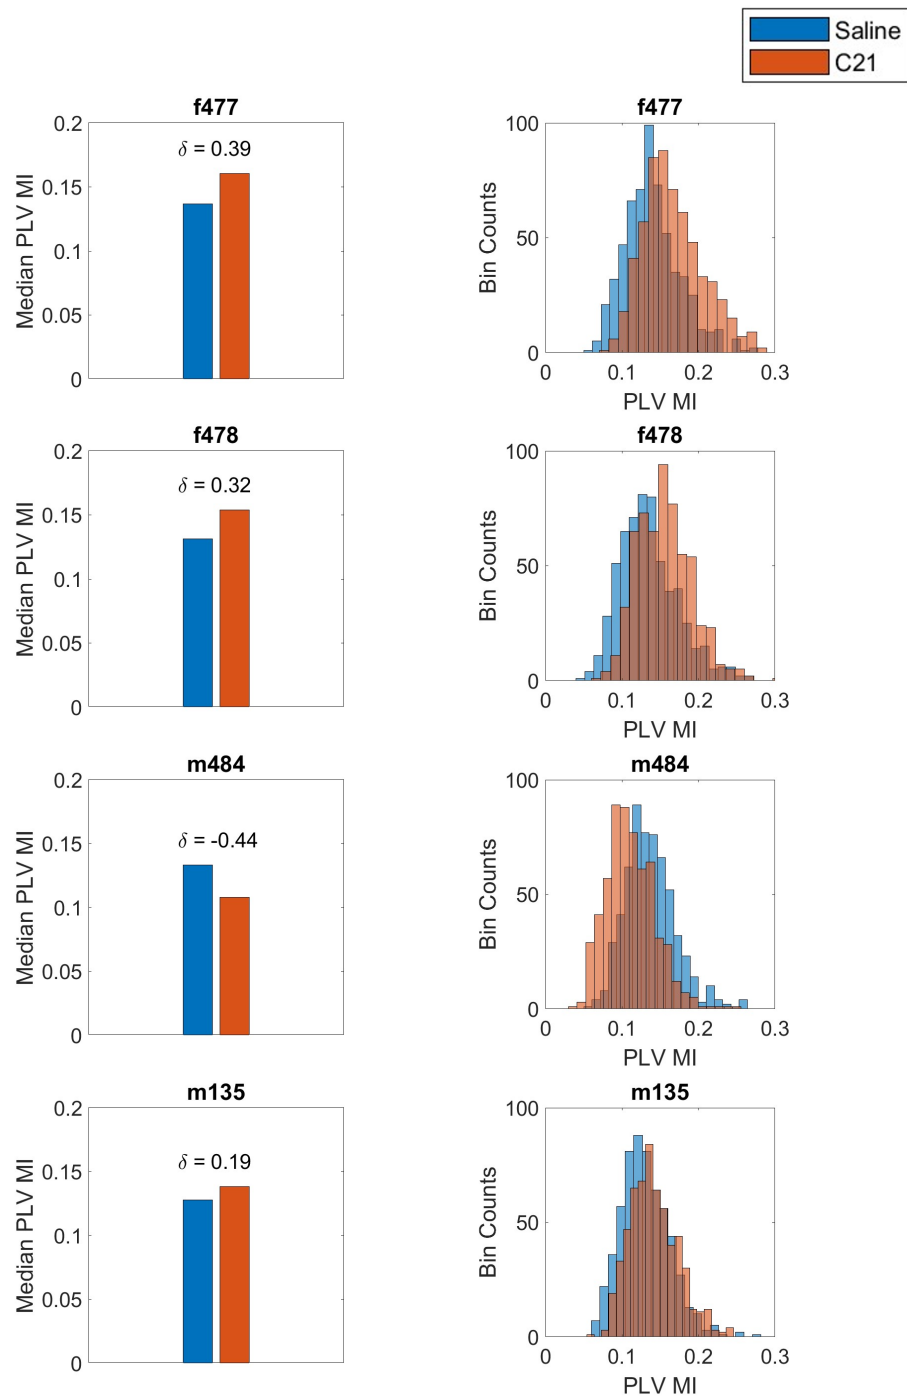 Saline
C21
f477
0.2
0.15
0.1
0.05
0
Median PLV MI
δ = 0.39
f477
100
50
0
Bin Counts
0 0.1 0.2 0.3
PLV MI
f478
0.2
0.15
0.1
0.05
0
Median PLV MI
δ = 0.32
f478
100
50
0
Bin Counts
0 0.1 0.2 0.3
PLV MI
m484
0.2
0.15
0.1
0.05
0
Median PLV MI
δ = -0.44
m484
100
50
0
Bin Counts
0 0.1 0.2 0.3
PLV MI
m135
0.2
0.15
0.1
0.05
0
Median PLV MI
δ = 0.19
m135
100
50
0
Bin Counts
0 0.1 0.2 0.3
PLV MI